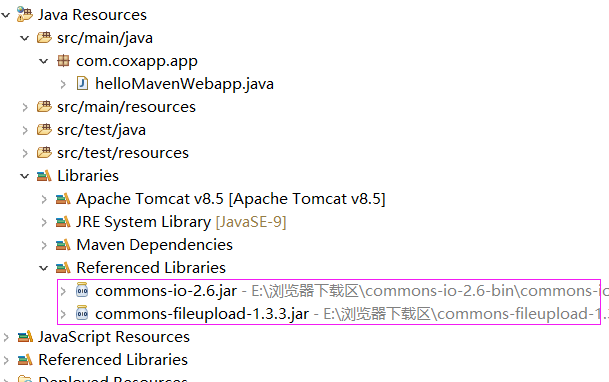 Java Resources
src/main/java
com.coxapp.app
helloMavenWebapp.java
src/main/resources
src/test/java
src/test/resources
Libraries
Apache Tomcat v8.5 [Apache Tomcat v8.5]
JRE System Library [JavaSE-9]
Maven Dependencies
Referenced Libraries
commons-io-2.6.jar - E:\浏览器下载区\commons-io-2.6-bin\commons-io
commons-fileupload-1.3.3.jar - E:\浏览器下载区\commons-fileupload-1.3
JavaScript Resources
Referenced Libraries
Deployed Resources